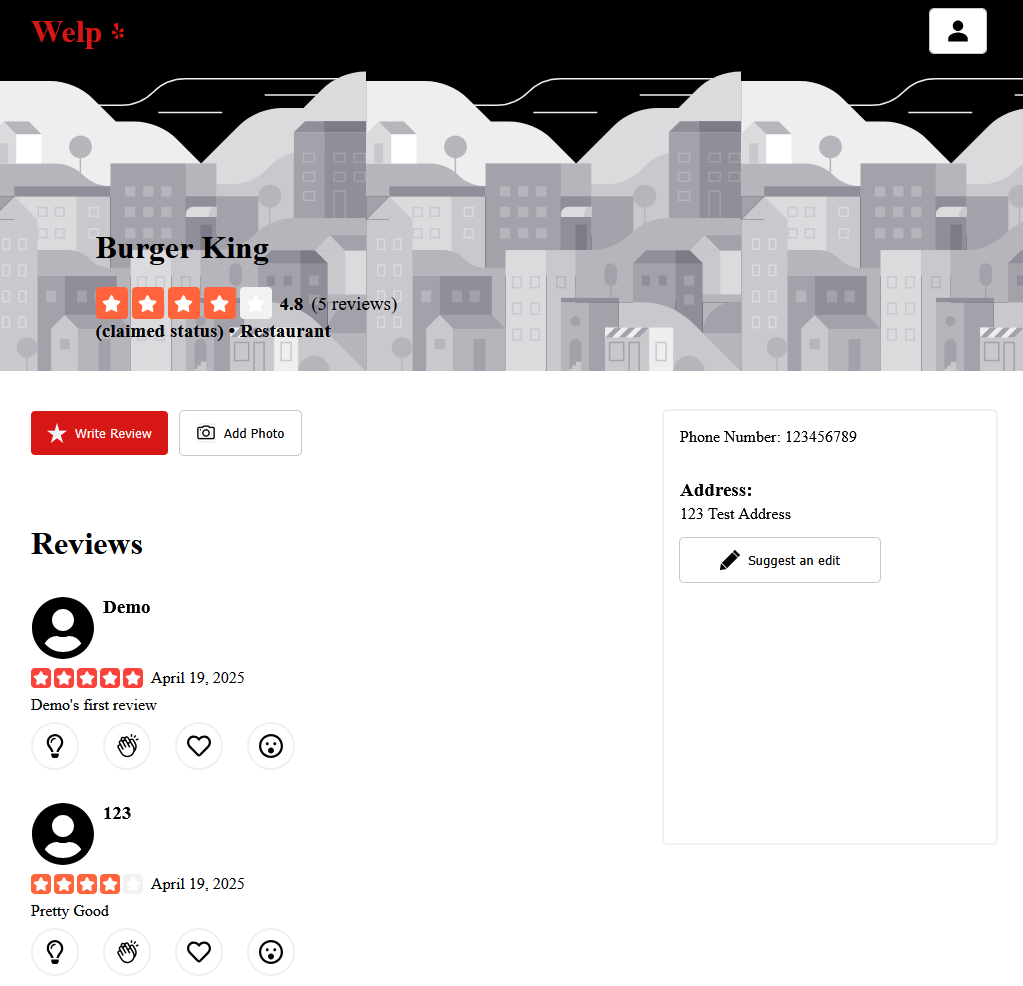 Welp
Burger King
4.8 (5 reviews)
(claimed status) • Restaurant
Write Review
Add Photo
Phone Number: 123456789
Address:
123 Test Address
Suggest an edit
Reviews
Demo
April 19, 2025
Demo's first review
123
April 19, 2025
Pretty Good